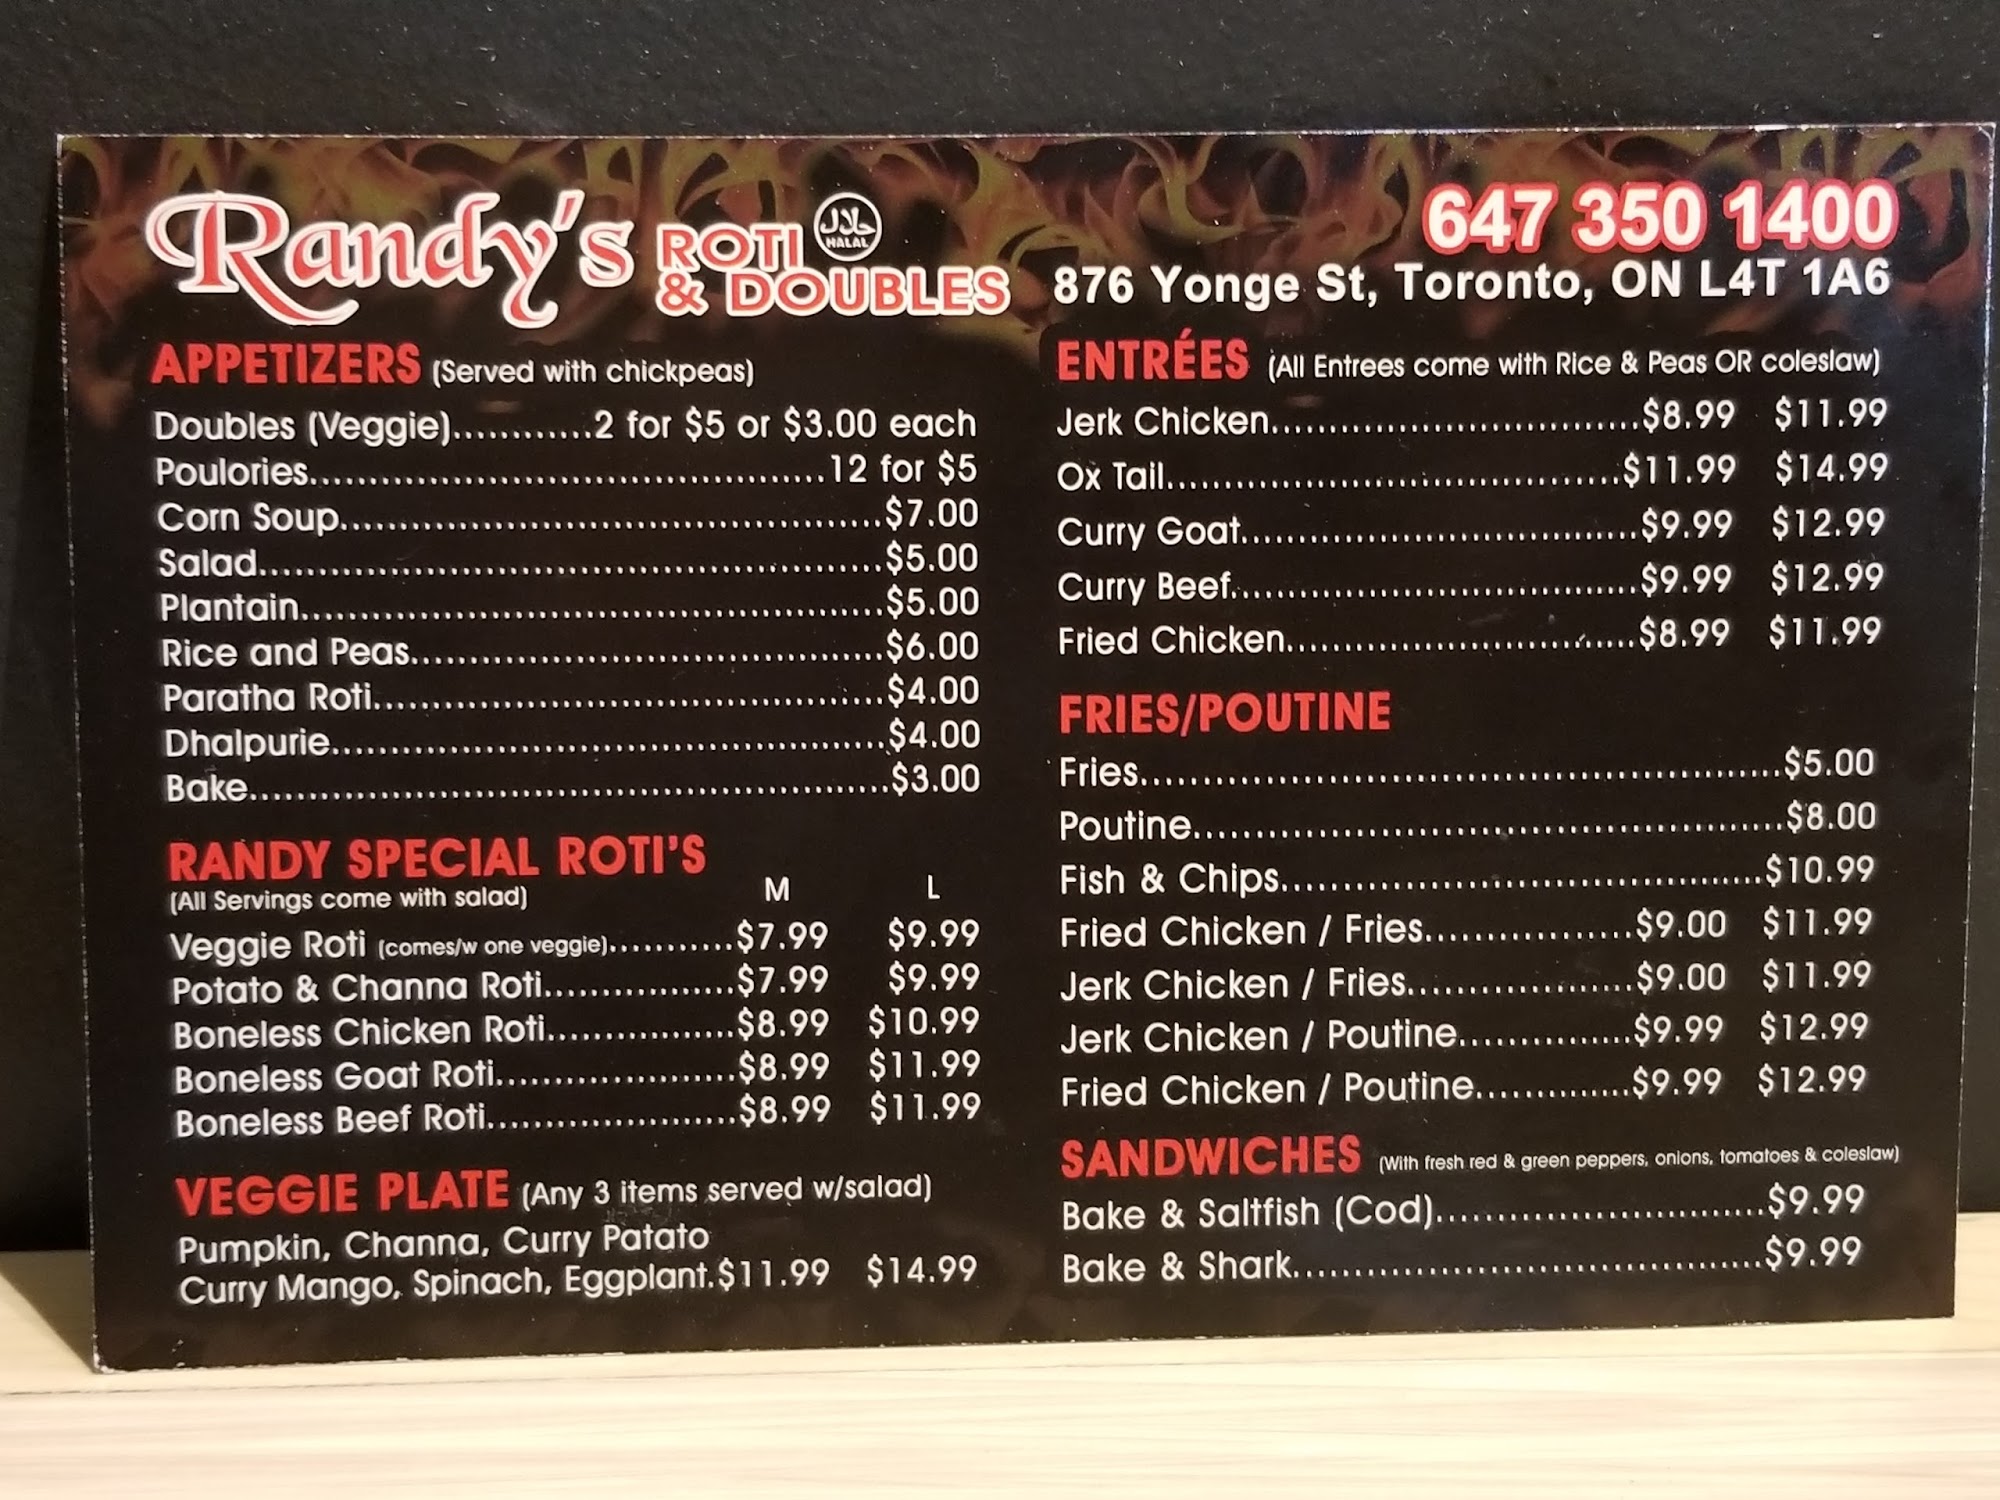 Randy's ROTI & DOUBLES
حلال
HALAL
647 350 1400
876 Yonge St, Toronto, ON L4T 1A6
APPETIZERS (Served with chickpeas)
Doubles (Veggie)............2 for $5 or $3.00 each
Poulories...........................................12 for $5
Corn Soup.............................................$7.00
Salad....................................................$5.00
Plantain.................................................$5.00
Rice and Peas.......................................$6.00
Paratha Roti..........................................$4.00
Dhalpurie..............................................$4.00
Bake.....................................................$3.00
RANDY SPECIAL ROTI'S
(All Servings come with salad) M L
Veggie Roti (comes/w one veggie)...........$7.99 $9.99
Potato & Channa Roti................$7.99 $9.99
Boneless Chicken Roti................$8.99 $10.99
Boneless Goat Roti....................$8.99 $11.99
Boneless Beef Roti.....................$8.99 $11.99
VEGGIE PLATE (Any 3 items served w/salad)
Pumpkin, Channa, Curry Patato
Curry Mango, Spinach, Eggplant.$11.99 $14.99
ENTRÉES (All Entrees come with Rice & Peas OR coleslaw)
Jerk Chicken...................................$8.99 $11.99
Ox Tail...........................................$11.99 $14.99
Curry Goat.....................................$9.99 $12.99
Curry Beef......................................$9.99 $12.99
Fried Chicken.................................$8.99 $11.99
FRIES/POUTINE
Fries......................................................$5.00
Poutine..................................................$8.00
Fish & Chips.........................................$10.99
Fried Chicken / Fries.................$9.00 $11.99
Jerk Chicken / Fries...................$9.00 $11.99
Jerk Chicken / Poutine...............$9.99 $12.99
Fried Chicken / Poutine.............$9.99 $12.99
SANDWICHES (With fresh red & green peppers, onions, tomatoes & coleslaw)
Bake & Saltfish (Cod)...........................$9.99
Bake & Shark.......................................$9.99